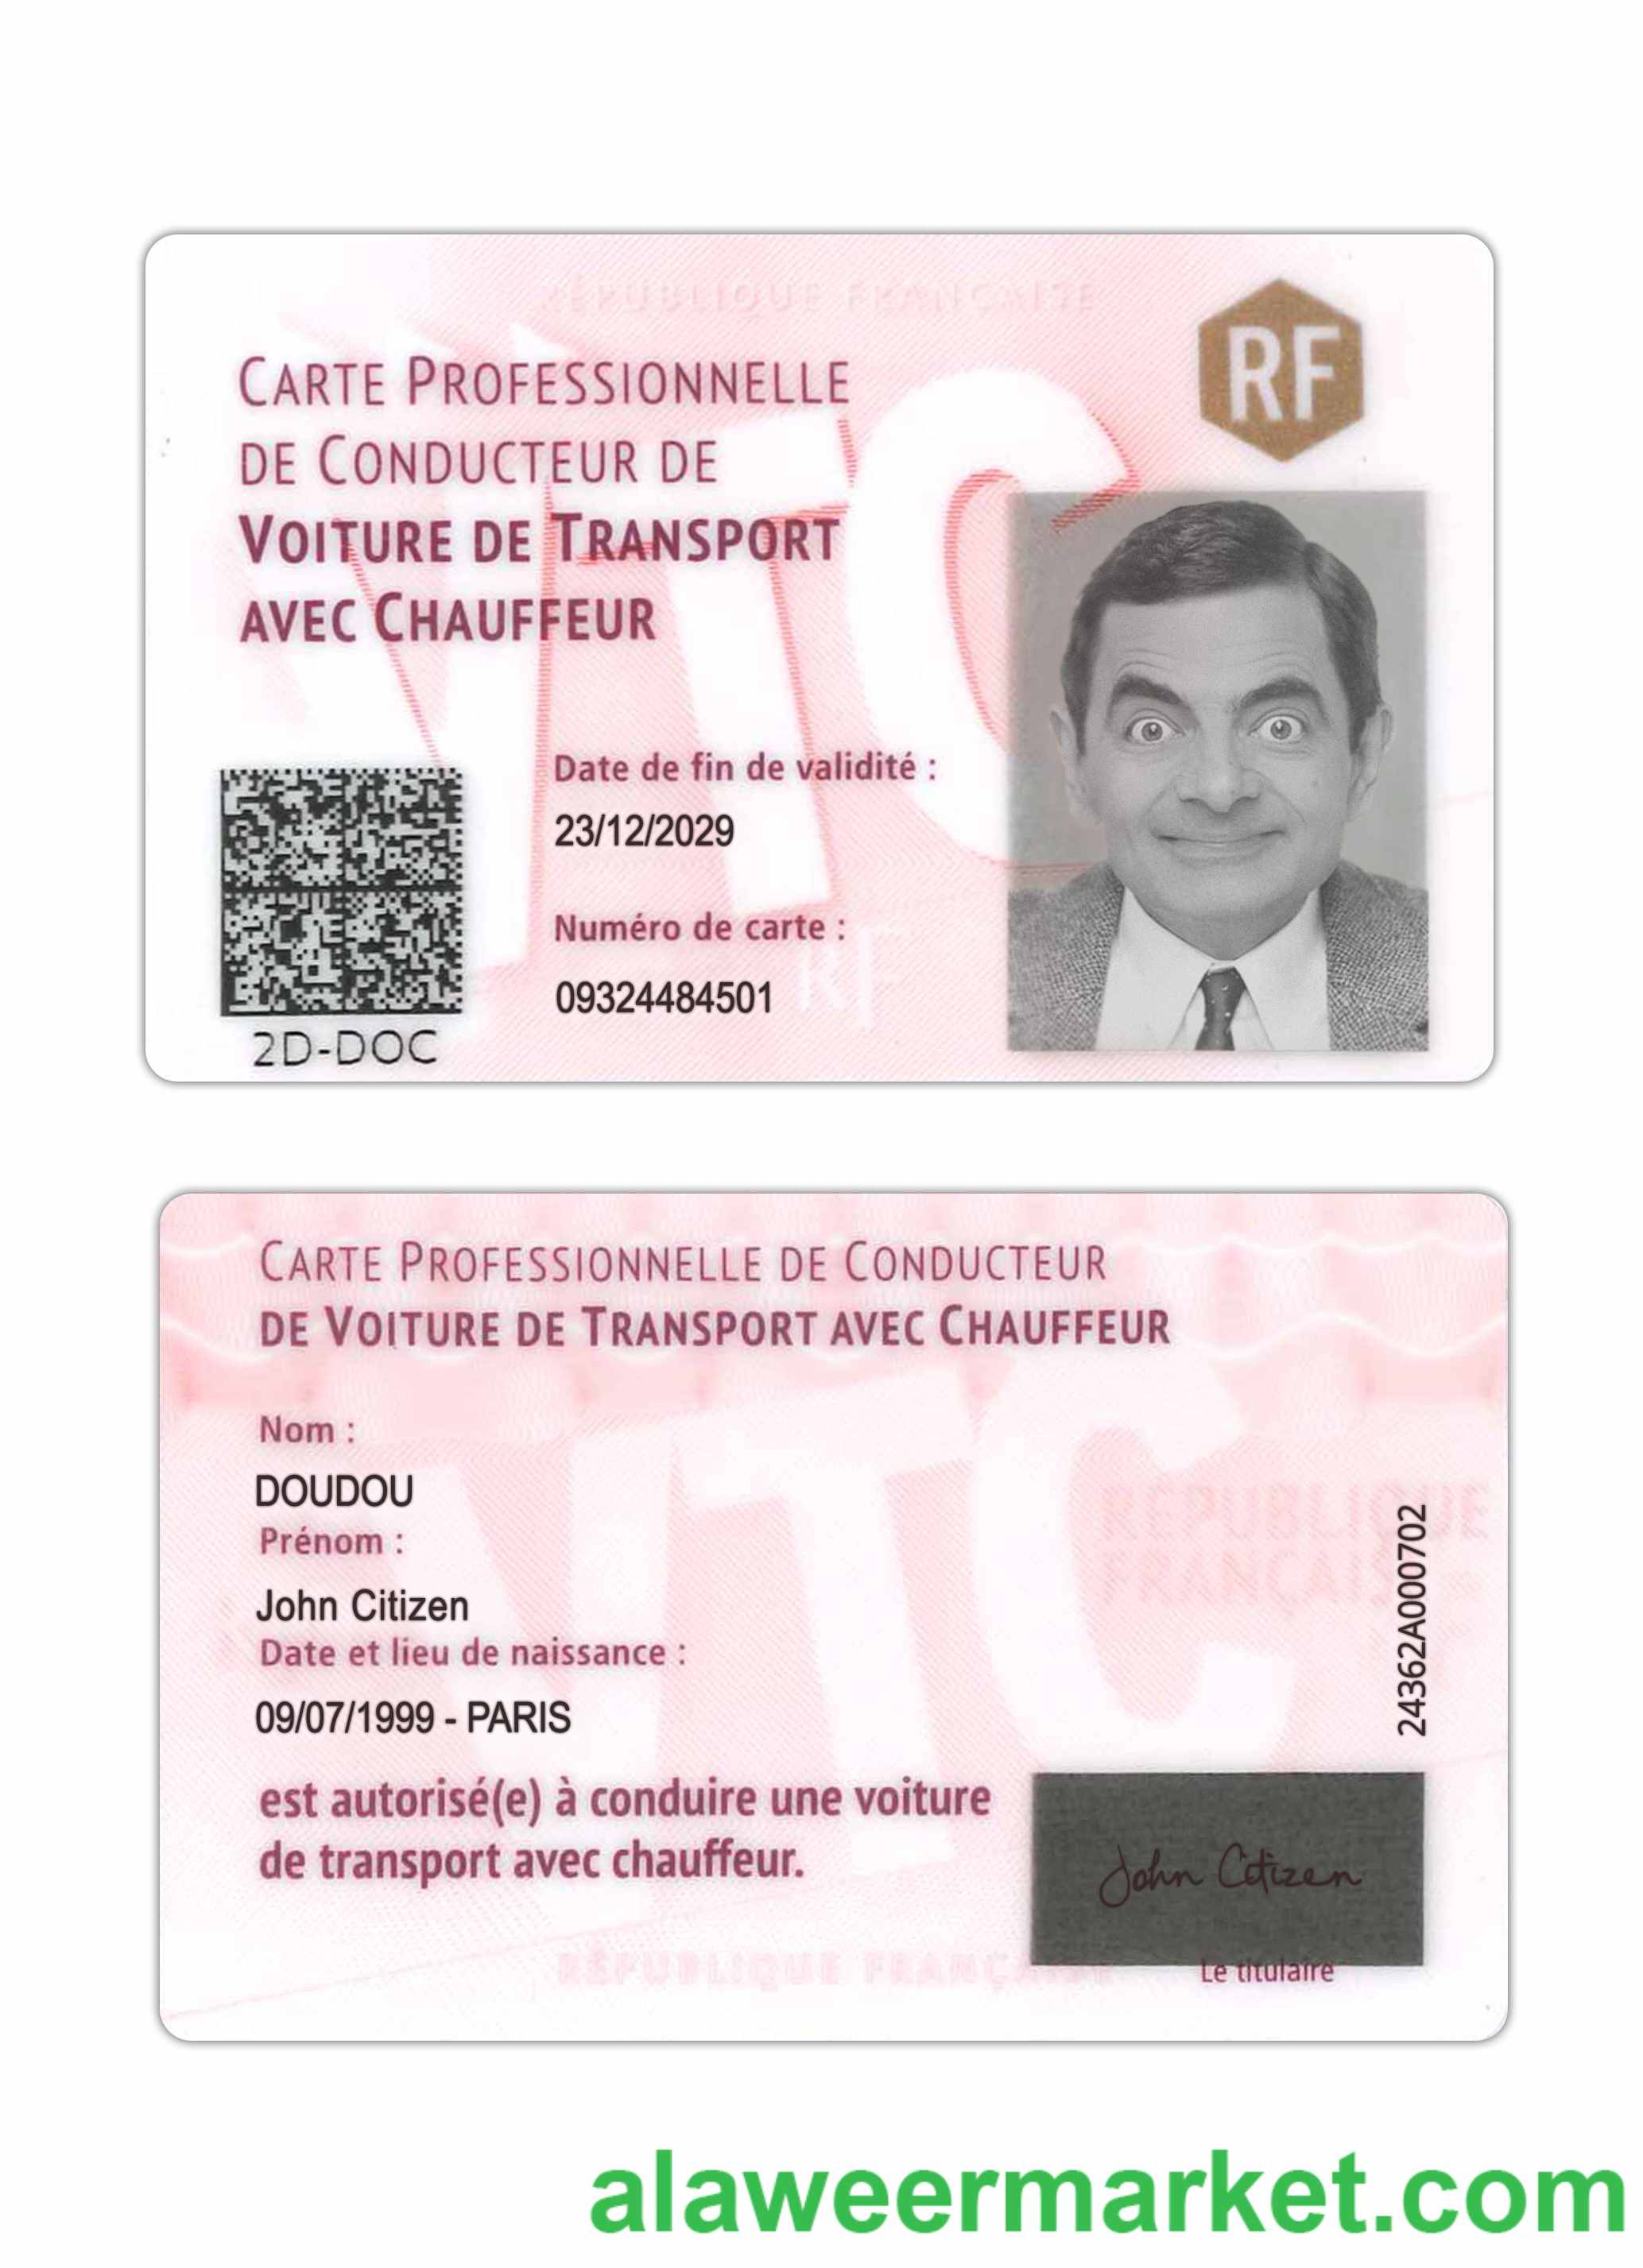 RÉPUBLIQUE FRANÇAISE
RF
CARTE PROFESSIONNELLE
DE CONDUCTEUR DE
VOITURE DE TRANSPORT
AVEC CHAUFFEUR
VTC
Date de fin de validité :
23/12/2029
Numéro de carte :
09324484501
RF
2D-DOC
CARTE PROFESSIONNELLE DE CONDUCTEUR
DE VOITURE DE TRANSPORT AVEC CHAUFFEUR
VTC
Nom :
DOUDOU
Prénom :
John Citizen
Date et lieu de naissance :
09/07/1999 - PARIS
RÉPUBLIQUE
FRANÇAISE
24362A000702
est autorisé(e) à conduire une voiture
de transport avec chauffeur.
John Citizen
Le titulaire
RÉPUBLIQUE FRANÇAISE
alaweermarket.com